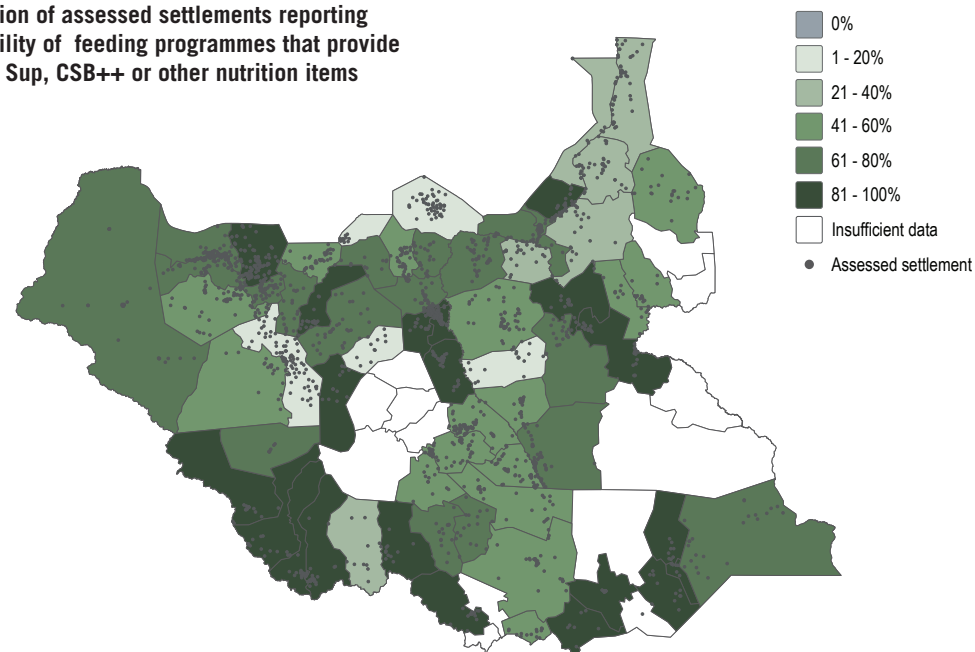 ion of assessed settlements reporting
bility of feeding programmes that provide
Sup, CSB++ or other nutrition items
0%
1 - 20%
21 - 40%
41 - 60%
61 - 80%
81 - 100%
Insufficient data
Assessed settlement